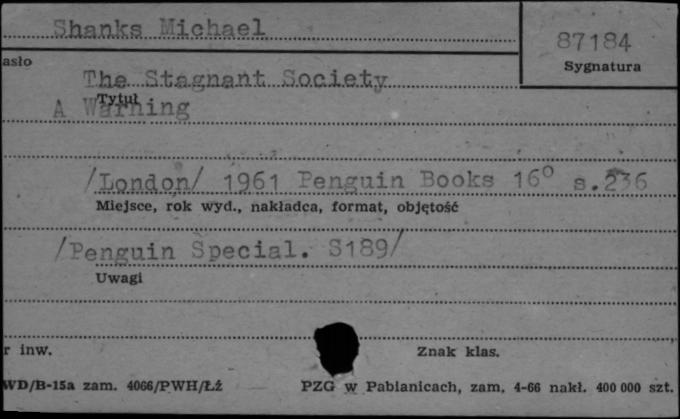 Shanks Michael
87184
Sygnatura
asło
The Stagnant Society
Tytuł
A Warning
/London/ 1961 Penguin Books 16° s.236
Miejsce, rok wyd., nakładca, format, objętość
/Penguin Special. S189/
Uwagi
r inw.
Znak klas.
WD/B-15a zam. 4066/PWH/Łź
PZG w Pabianicach, zam. 4-66 nakł. 400 000 szt.